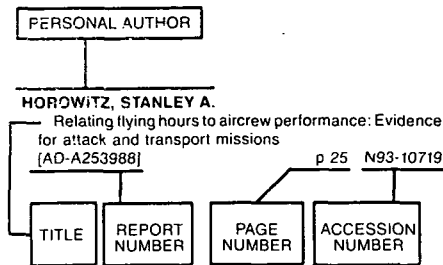 PERSONAL AUTHOR
HOROWITZ, STANLEY A.
Relating flying hours to aircrew performance: Evidence
for attack and transport missions
[AD-A253988] p 25 N93-10719
TITLE
REPORT
NUMBER
PAGE
NUMBER
ACCESSION
NUMBER